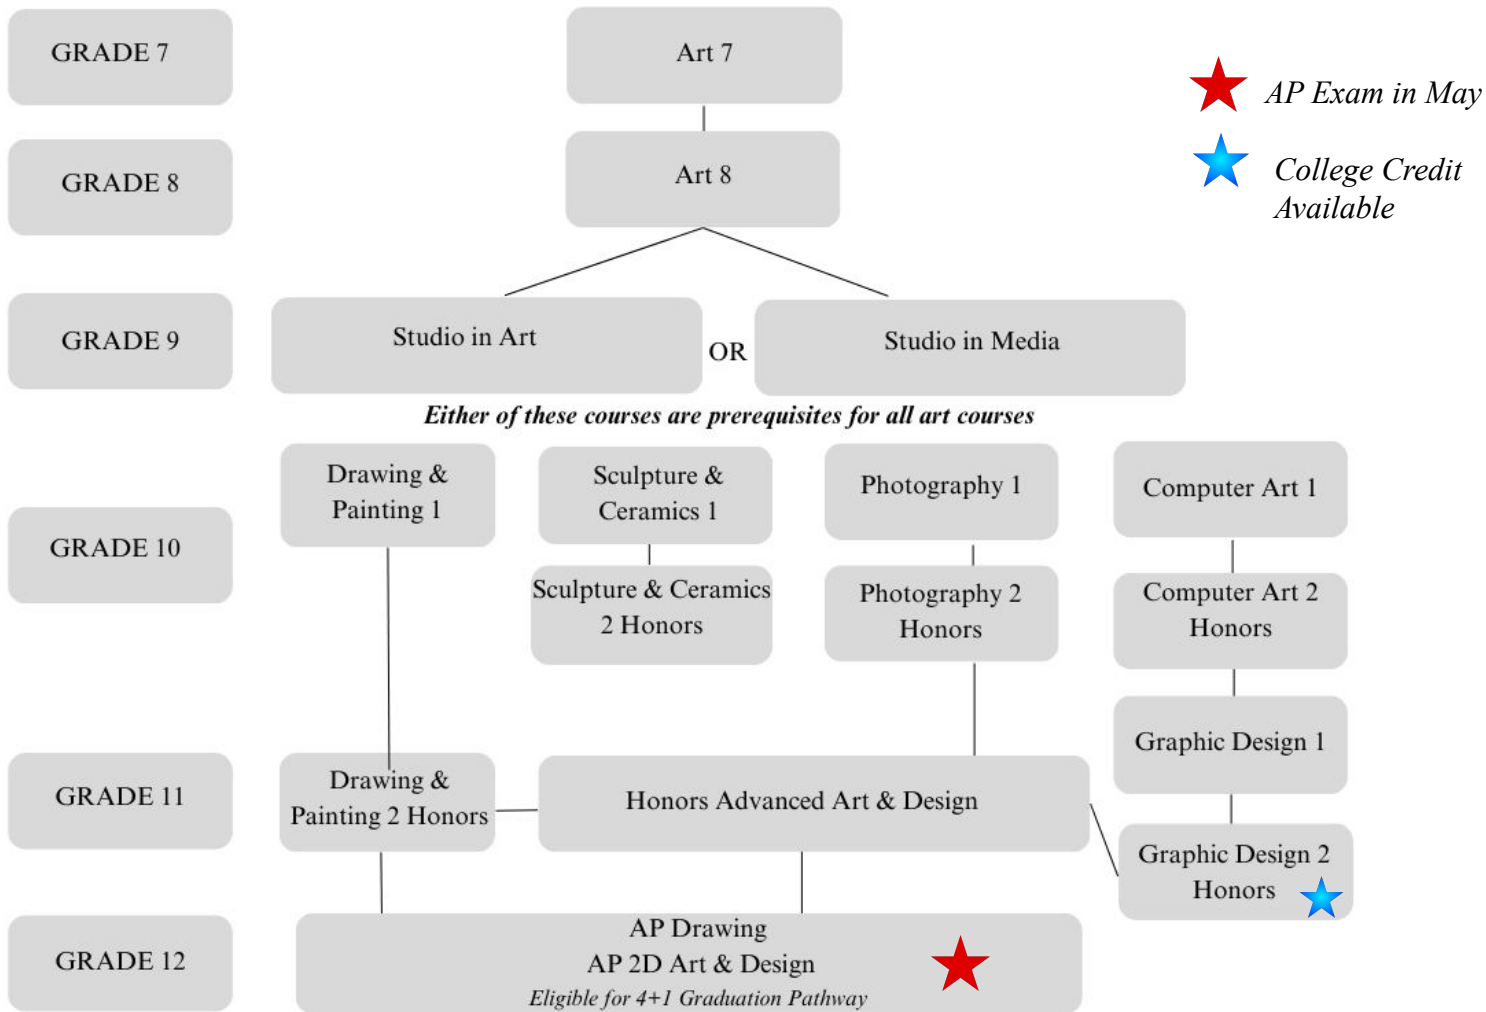 GRADE 7
Art 7
AP Exam in May
College Credit
Available
GRADE 8
Art 8
GRADE 9
Studio in Art
OR
Studio in Media
Either of these courses are prerequisites for all art courses
GRADE 10
Drawing &
Painting 1
Sculpture &
Ceramics 1
Photography 1
Computer Art 1
Sculpture & Ceramics
2 Honors
Photography 2
Honors
Computer Art 2
Honors
Graphic Design 1
GRADE 11
Drawing &
Painting 2 Honors
Honors Advanced Art & Design
Graphic Design 2
Honors
GRADE 12
AP Drawing
AP 2D Art & Design
Eligible for 4+1 Graduation Pathway